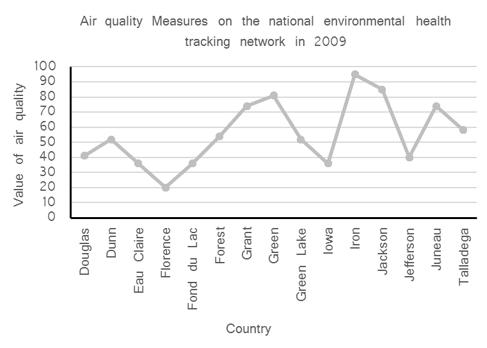 Air quality Measures on the national environmental health
tracking network in 2009
Value of air quality
100
90
80
70
60
50
40
30
20
10
0
Douglas
Dunn
Eau Claire
Florence
Fond du Lac
Forest
Grant
Green
Green Lake
Iowa
Iron
Jackson
Jefferson
Juneau
Talladega
Country